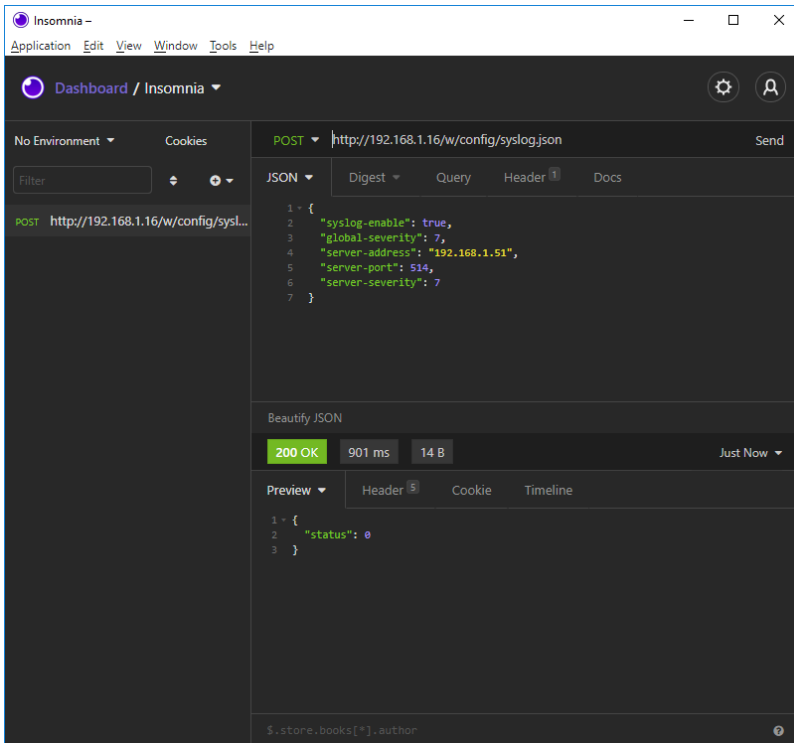 Insomnia –
Application Edit View Window Tools Help
Dashboard / Insomnia
No Environment Cookies
POST http://192.168.1.16/w/config/syslog.json Send
Filter
JSON Digest Query Header 1 Docs
POST http://192.168.1.16/w/config/sysl...
1 {
2 "syslog-enable": true,
3 "global-severity": 7,
4 "server-address": "192.168.1.51",
5 "server-port": 514,
6 "server-severity": 7
7 }
Beautify JSON
200 OK 901 ms 14 B Just Now
Preview Header 5 Cookie Timeline
1 {
2 "status": 0
3 }
$.store.books[*].author